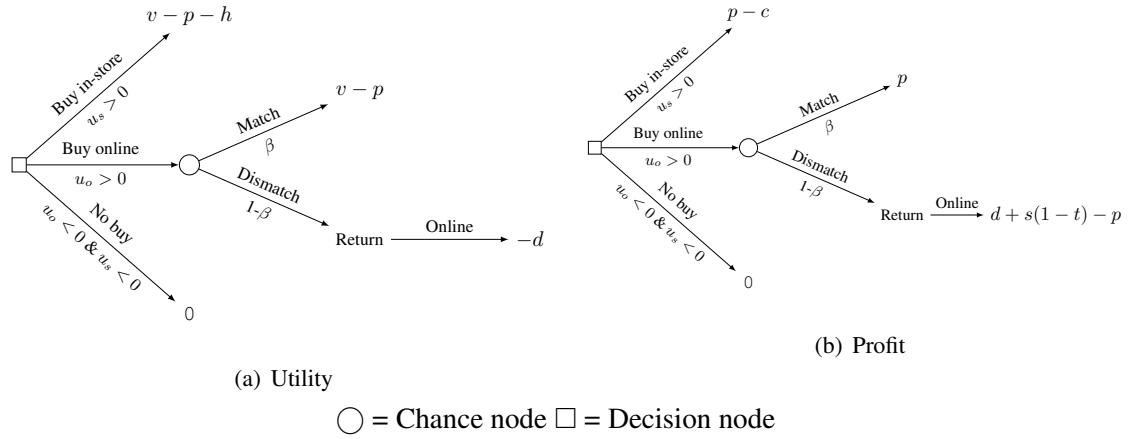 v − p − h
Buy in-store
u_s > 0
Match
v − p
β
Buy online
u_o > 0
Dismatch
1-β
No buy
u_o < 0 & u_s < 0
Return
Online
−d
0
(a) Utility
p − c
Buy in-store
u_s > 0
Match
p
β
Buy online
u_o > 0
Dismatch
1-β
No buy
u_o < 0 & u_s < 0
Return
Online
d + s(1 − t) − p
0
(b) Profit
= Chance node = Decision node